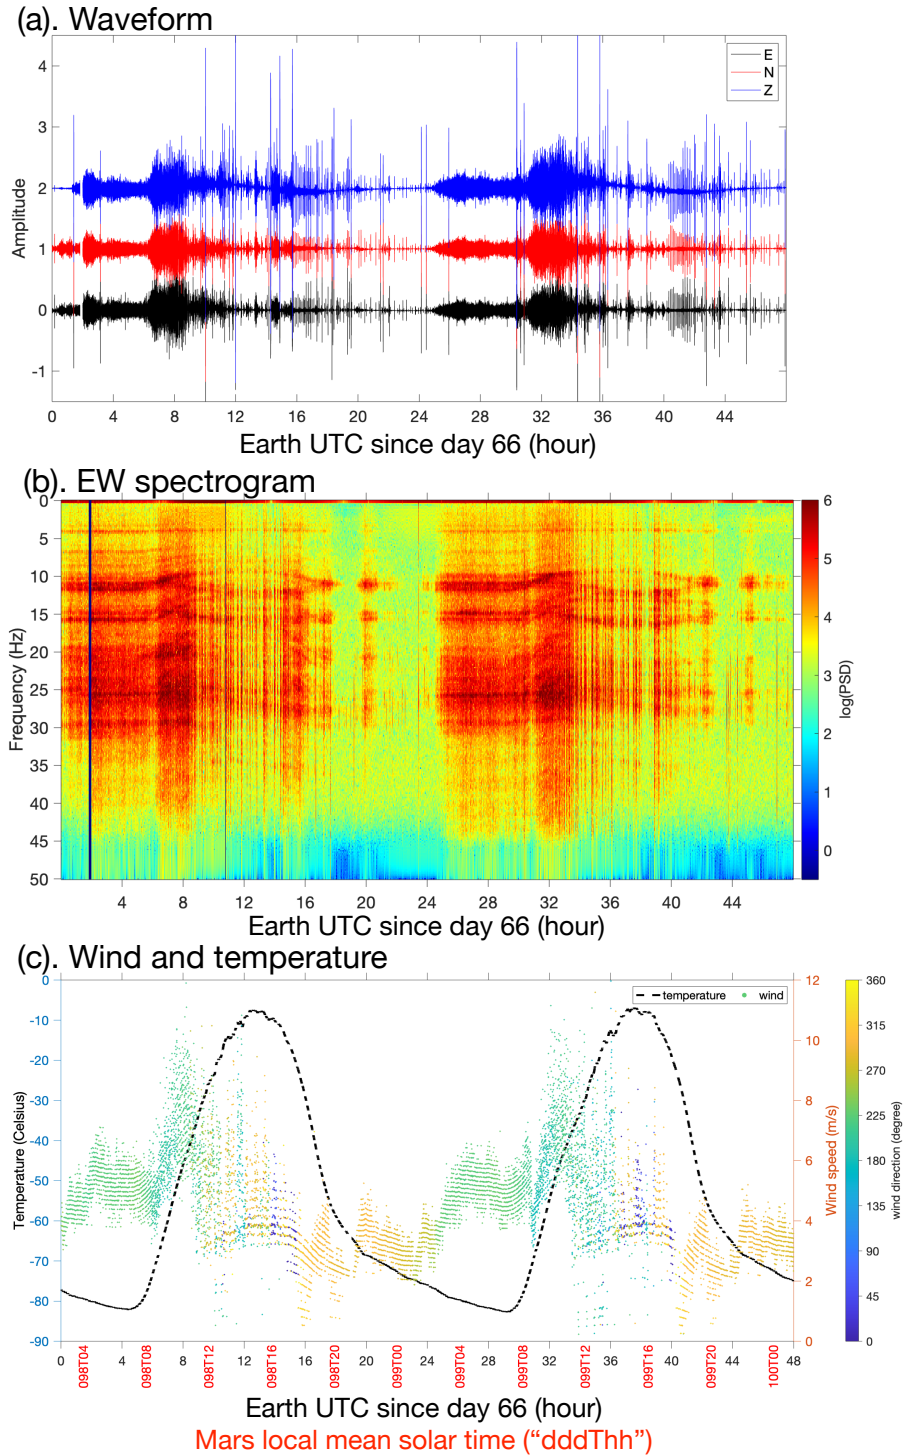 (a). Waveform
4
3
2
1
0
-1
Amplitude
E
N
Z
0 4 8 12 16 20 24 28 32 36 40 44
Earth UTC since day 66 (hour)
(b). EW spectrogram
0
5
10
15
20
25
30
35
40
45
50
Frequency (Hz)
6
5
4
3
2
1
0
log(PSD)
4 8 12 16 20 24 28 32 36 40 44
Earth UTC since day 66 (hour)
(c). Wind and temperature
0
-10
-20
-30
-40
-50
-60
-70
-80
-90
Temperature (Celsius)
temperature wind
12
10
8
6
4
2
0
Wind speed (m/s)
360
315
270
225
180
135
90
45
0
wind direction (degree)
0 4 8 12 16 20 24 28 32 36 40 44 48
098T04 098T08 098T12 098T16 098T20 099T00 099T04 099T08 099T12 099T16 099T20 100T00
Earth UTC since day 66 (hour)
Mars local mean solar time (“dddThh”)